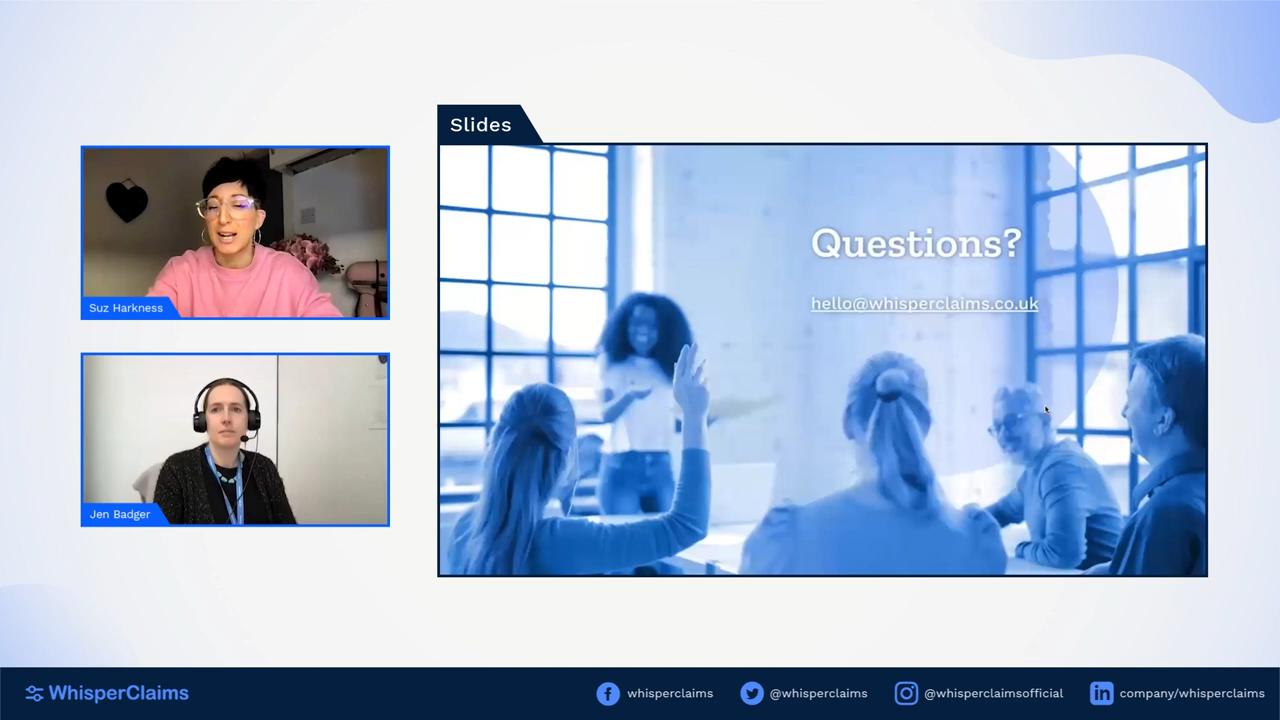 Slides
Questions?
hello@whisperclaims.co.uk
Suz Harkness
Jen Badger
WhisperClaims
whisperclaims
@whisperclaims
@whisperclaimsofficial
company/whisperclaims